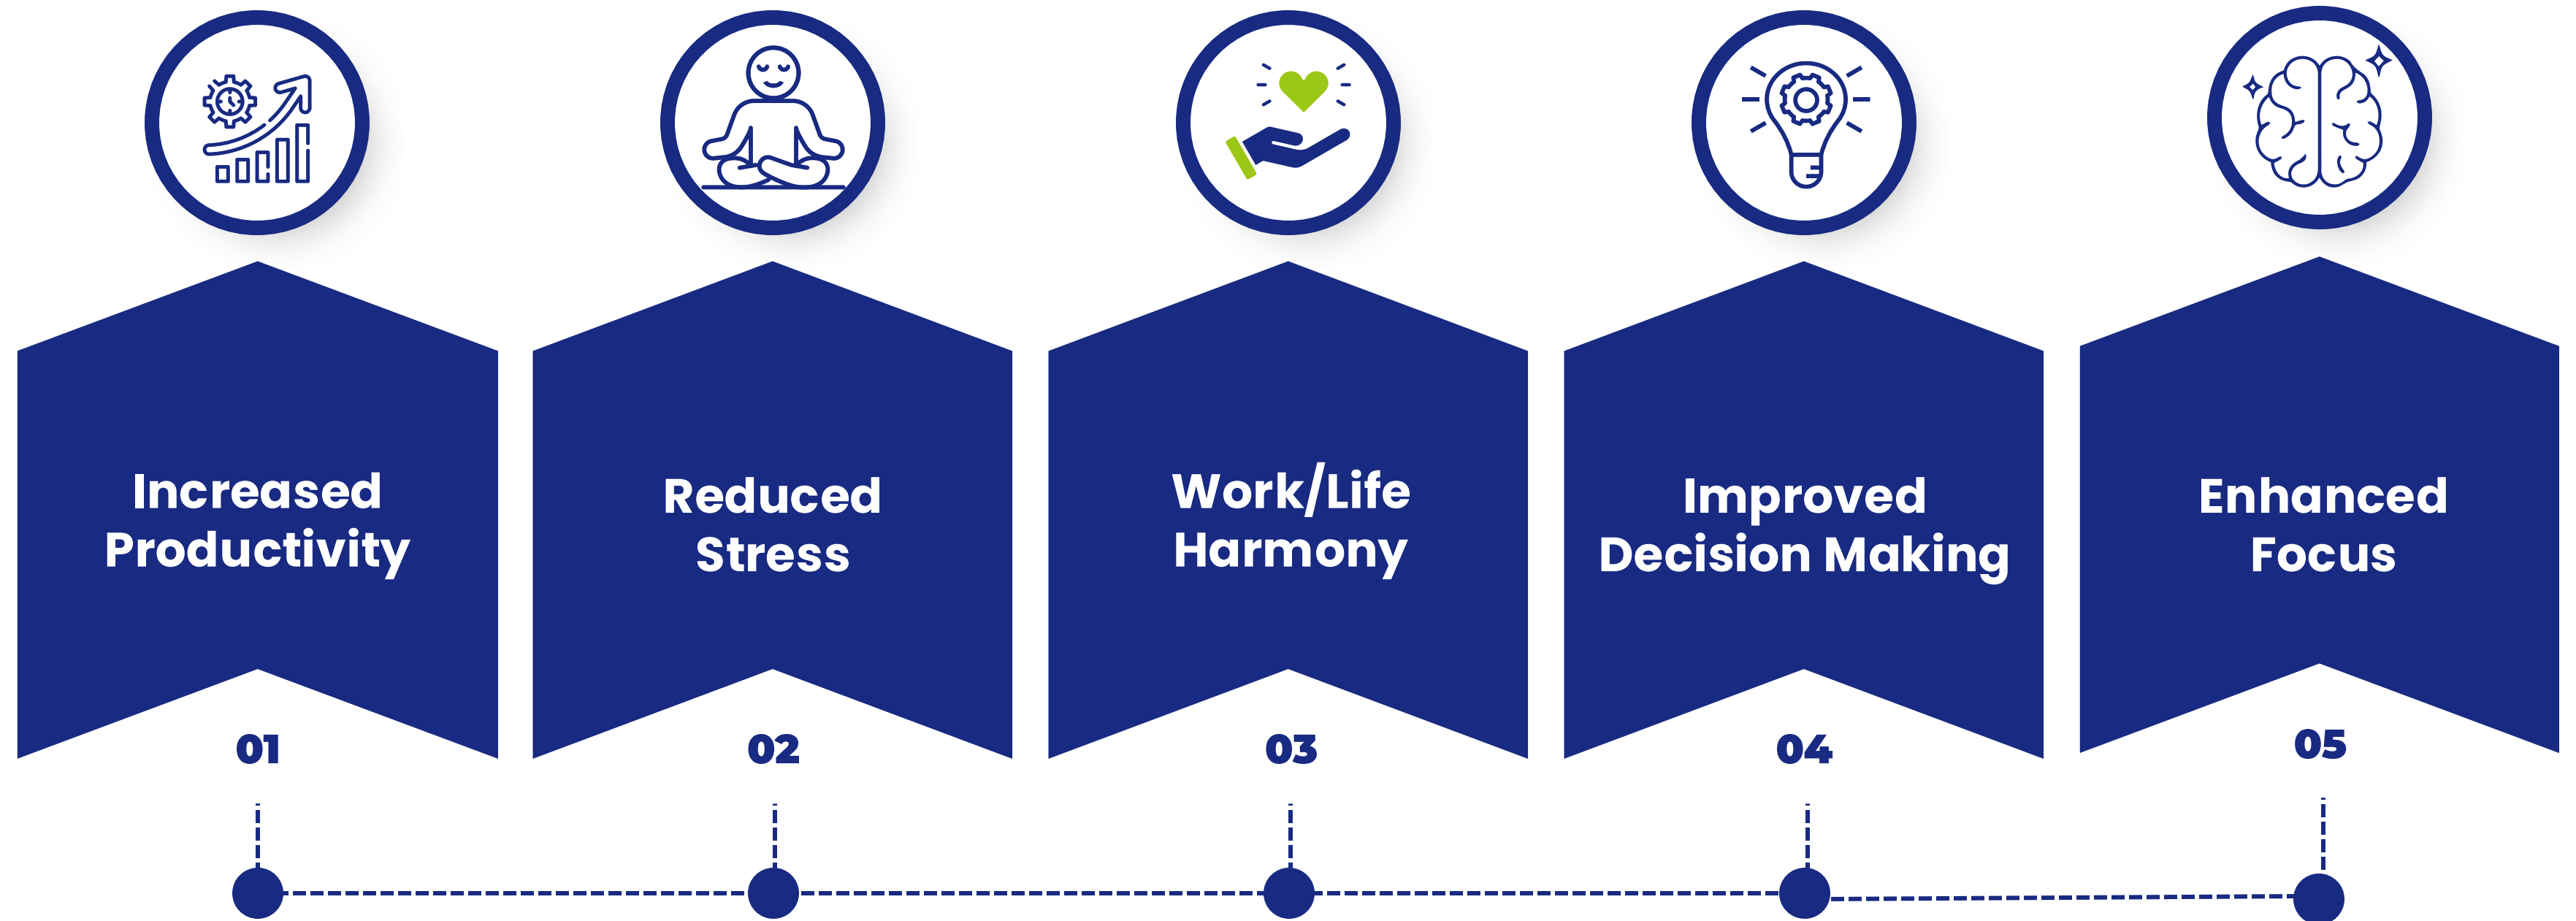 Increased
Productivity
01
Reduced
Stress
02
Work/Life
Harmony
03
Improved
Decision Making
04
Enhanced
Focus
05